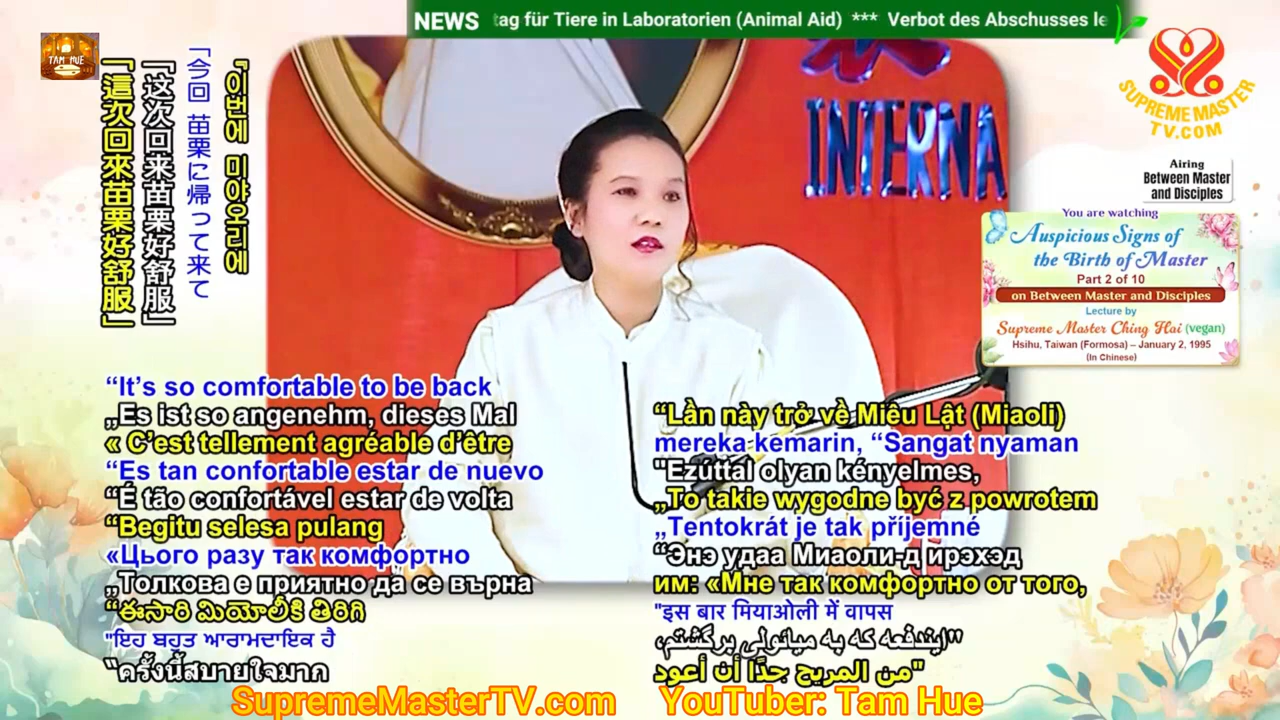 NEWS
tag für Tiere in Laboratorien (Animal Aid) *** Verbot des Abschusses le
TAM HUE
「這次回來苗栗好舒服」
「这次回来苗栗好舒服」
「今回 苗栗に帰って来て
"이번에 미야오리에
INTERNA
SUPREME MASTER
TV.COM
Airing
Between Master
and Disciples
You are watching
Auspicious Signs of
the Birth of Master
Part 2 of 10
on Between Master and Disciples
Lecture by
Supreme Master Ching Hai (vegan)
Hsihu, Taiwan (Formosa) – January 2, 1995
(In Chinese)
“It’s so comfortable to be back
„Es ist so angenehm, dieses Mal
« C’est tellement agréable d’être
“Es tan confortable estar de nuevo
“É tão confortável estar de volta
“Begitu selesa pulang
«Цього разу так комфортно
„Толкова е приятно да се върна
“ఈసారి మియోలీకి తిరిగి
"ਇਹ ਬਹੁਤ ਆਰਾਮਦਾਇਕ ਹੈ
“ครั้งนี้สบายใจมาก
“Lần này trở về Miêu Lật (Miaoli)
mereka kemarin, “Sangat nyaman
"Ezúttal olyan kényelmes,
„To takie wygodne być z powrotem
„Tentokrát je tak příjemné
“Энэ удаа Миаоли-д ирэхэд
им: «Мне так комфортно от того,
"इस बार मियाओली में वापस
"ایندفعه که به میائولی برگشتم،
"من المريح جدًا أن أعود
SupremeMasterTV.com
YouTuber: Tam Hue